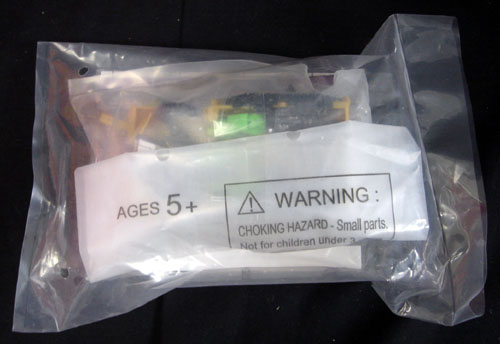 AGES 5+
⚠ WARNING :
CHOKING HAZARD - Small parts.
Not for children under 3